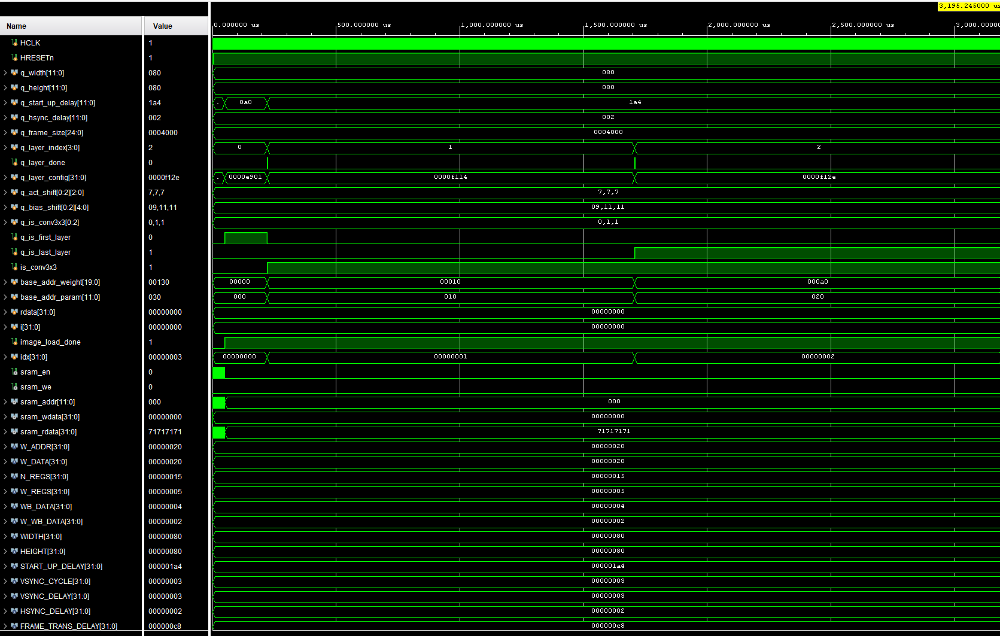 3,195.245000 us
Name Value 0.000000 us 500.000000 us 1,000.000000 us 1,500.000000 us 2,000.000000 us 2,500.000000 us 3,000.0000
HCLK 1
HRESETn 1
q_width[11:0] 080 080
q_height[11:0] 080 080
q_start_up_delay[11:0] 1a4 . 0a0 1a4
q_hsync_delay[11:0] 002 002
q_frame_size[24:0] 0004000 0004000
q_layer_index[3:0] 2 0 1 2
q_layer_done 0
q_layer_config[31:0] 0000f12e . 0000e901 0000f114 0000f12e
q_act_shift[0:2][2:0] 7,7,7 7,7,7
q_bias_shift[0:2][4:0] 09,11,11 09,11,11
q_is_conv3x3[0:2] 0,1,1 0,1,1
q_is_first_layer 0
q_is_last_layer 1
is_conv3x3 1
base_addr_weight[19:0] 00130 00000 00010 000a0
base_addr_param[11:0] 030 000 010 020
rdata[31:0] 00000000 00000000
i[31:0] 00000000 00000000
image_load_done 1
idx[31:0] 00000003 00000000 00000001 00000002
sram_en 0
sram_we 0
sram_addr[11:0] 000 000
sram_wdata[31:0] 00000000 00000000
sram_rdata[31:0] 71717171 71717171
W_ADDR[31:0] 00000020 00000020
W_DATA[31:0] 00000020 00000020
N_REGS[31:0] 00000015 00000015
W_REGS[31:0] 00000005 00000005
WB_DATA[31:0] 00000004 00000004
W_WB_DATA[31:0] 00000002 00000002
WIDTH[31:0] 00000080 00000080
HEIGHT[31:0] 00000080 00000080
START_UP_DELAY[31:0] 000001a4 000001a4
VSYNC_CYCLE[31:0] 00000003 00000003
VSYNC_DELAY[31:0] 00000003 00000003
HSYNC_DELAY[31:0] 00000002 00000002
FRAME_TRANS_DELAY[31:0] 000000c8 000000c8